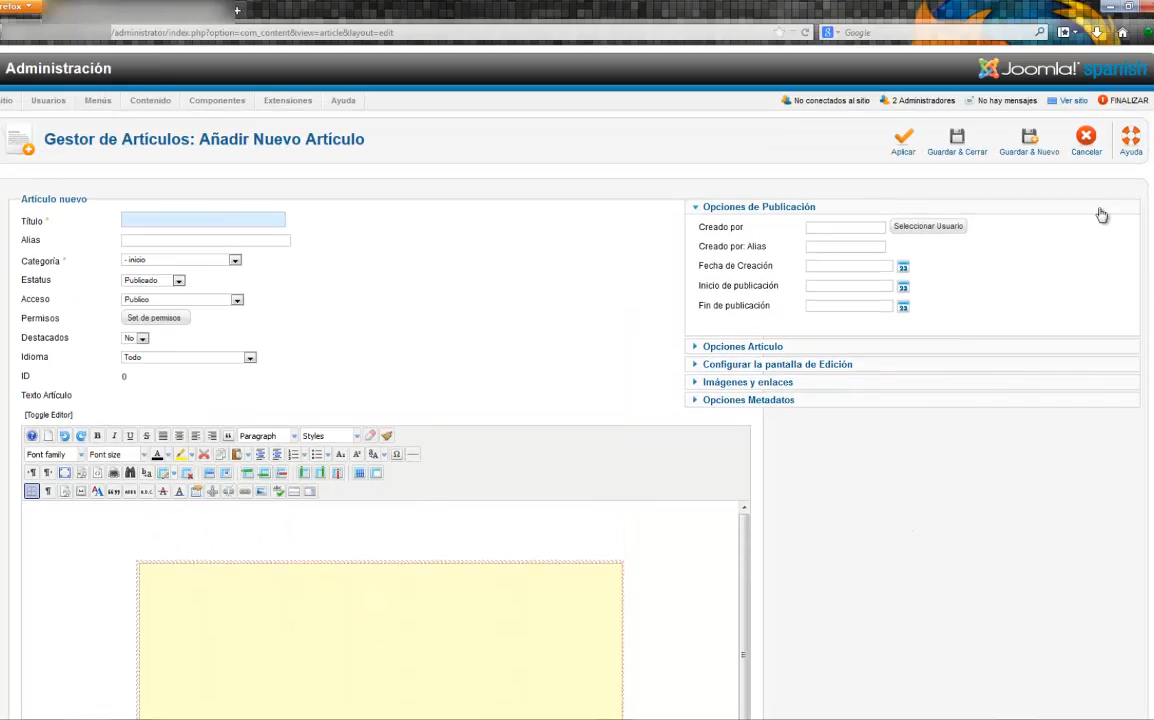 refox
/administrator/index.php?option=com_content&view=article&layout=edit
Google
Administración
Joomla! spanish
itio Usuarios Menús Contenido Componentes Extensiones Ayuda
No conectados al sitio 2 Administradores No hay mensajes Ver sitio FINALIZAR
Gestor de Artículos: Añadir Nuevo Artículo
Aplicar Guardar & Cerrar Guardar & Nuevo Cancelar Ayuda
Artículo nuevo
Título *
Alias
Categoría * - inicio
Estatus Publicado
Acceso Publico
Permisos Set de permisos
Destacados No
Idioma Todo
ID 0
Texto Artículo
[Toggle Editor]
Paragraph Styles
Font family Font size
Opciones de Publicación
Creado por Seleccionar Usuario
Creado por: Alias
Fecha de Creación 23
Inicio de publicación 23
Fin de publicación 23
Opciones Artículo
Configurar la pantalla de Edición
Imágenes y enlaces
Opciones Metadatos